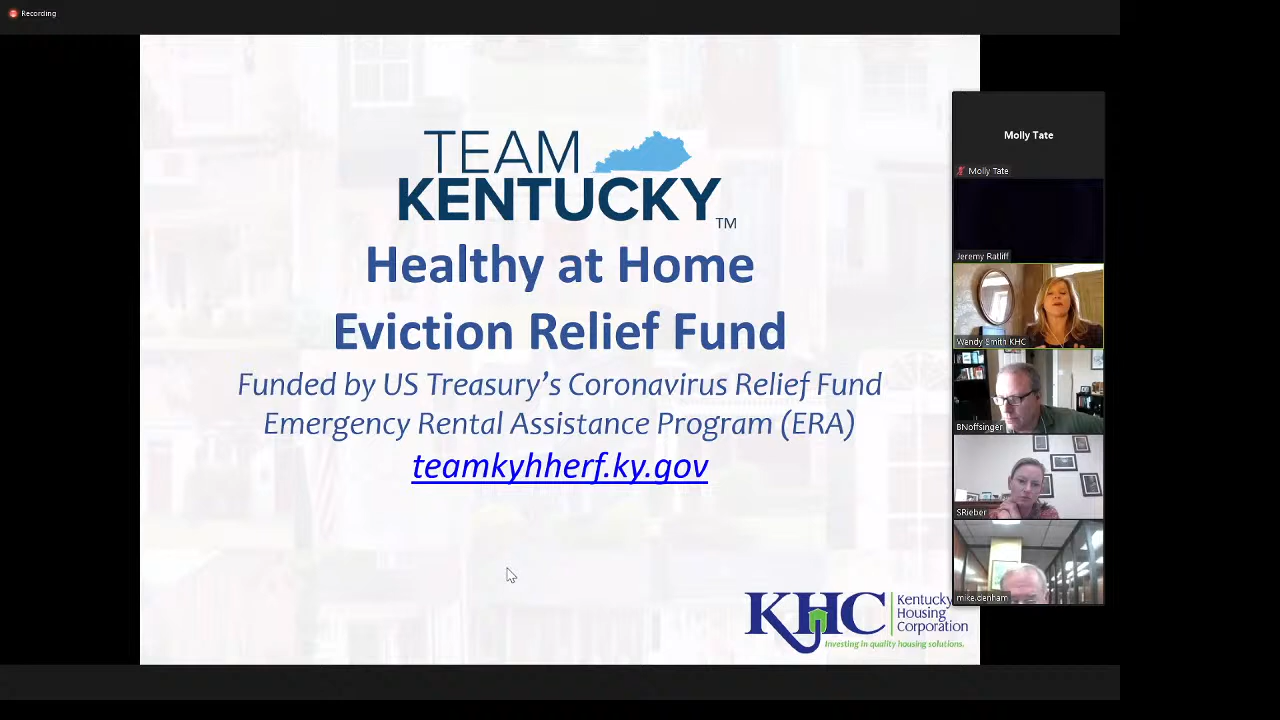 Recording
TEAM
KENTUCKY
TM
Healthy at Home
Eviction Relief Fund
Funded by US Treasury's Coronavirus Relief Fund
Emergency Rental Assistance Program (ERA)
teamkyhherf.ky.gov
KHC
Kentucky
Housing
Corporation
Investing in quality housing solutions.
Molly Tate
Molly Tate
Jeremy Ratliff
Wendy Smith KHC
BNoffsinger
SRieber
mike.denham